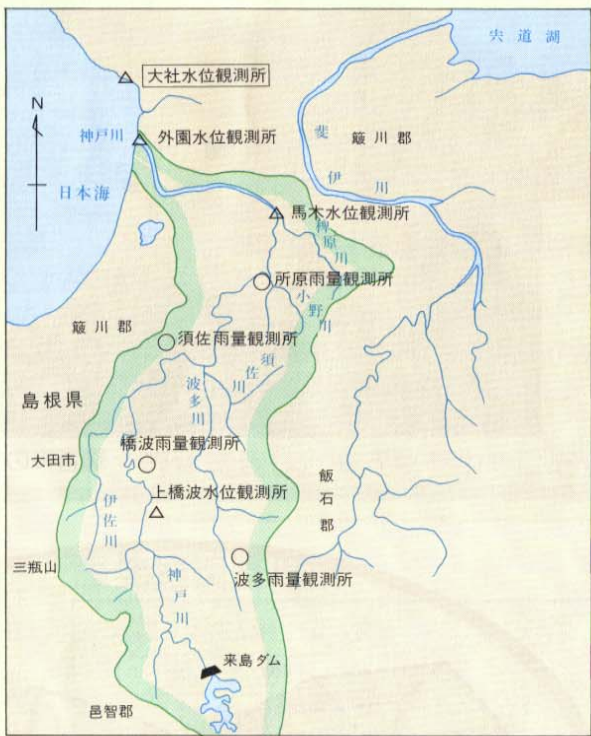 宍道湖
大社水位観測所
N
神戸川
外園水位観測所
斐伊川
簸川郡
日本海
馬木水位観測所
稗原川
所原雨量観測所
小野川
簸川郡
須佐雨量観測所
須佐川
波多川
島根県
橋波雨量観測所
大田市
上橋波水位観測所
飯石郡
伊佐川
三瓶山
波多雨量観測所
神戸川
来島ダム
邑智郡